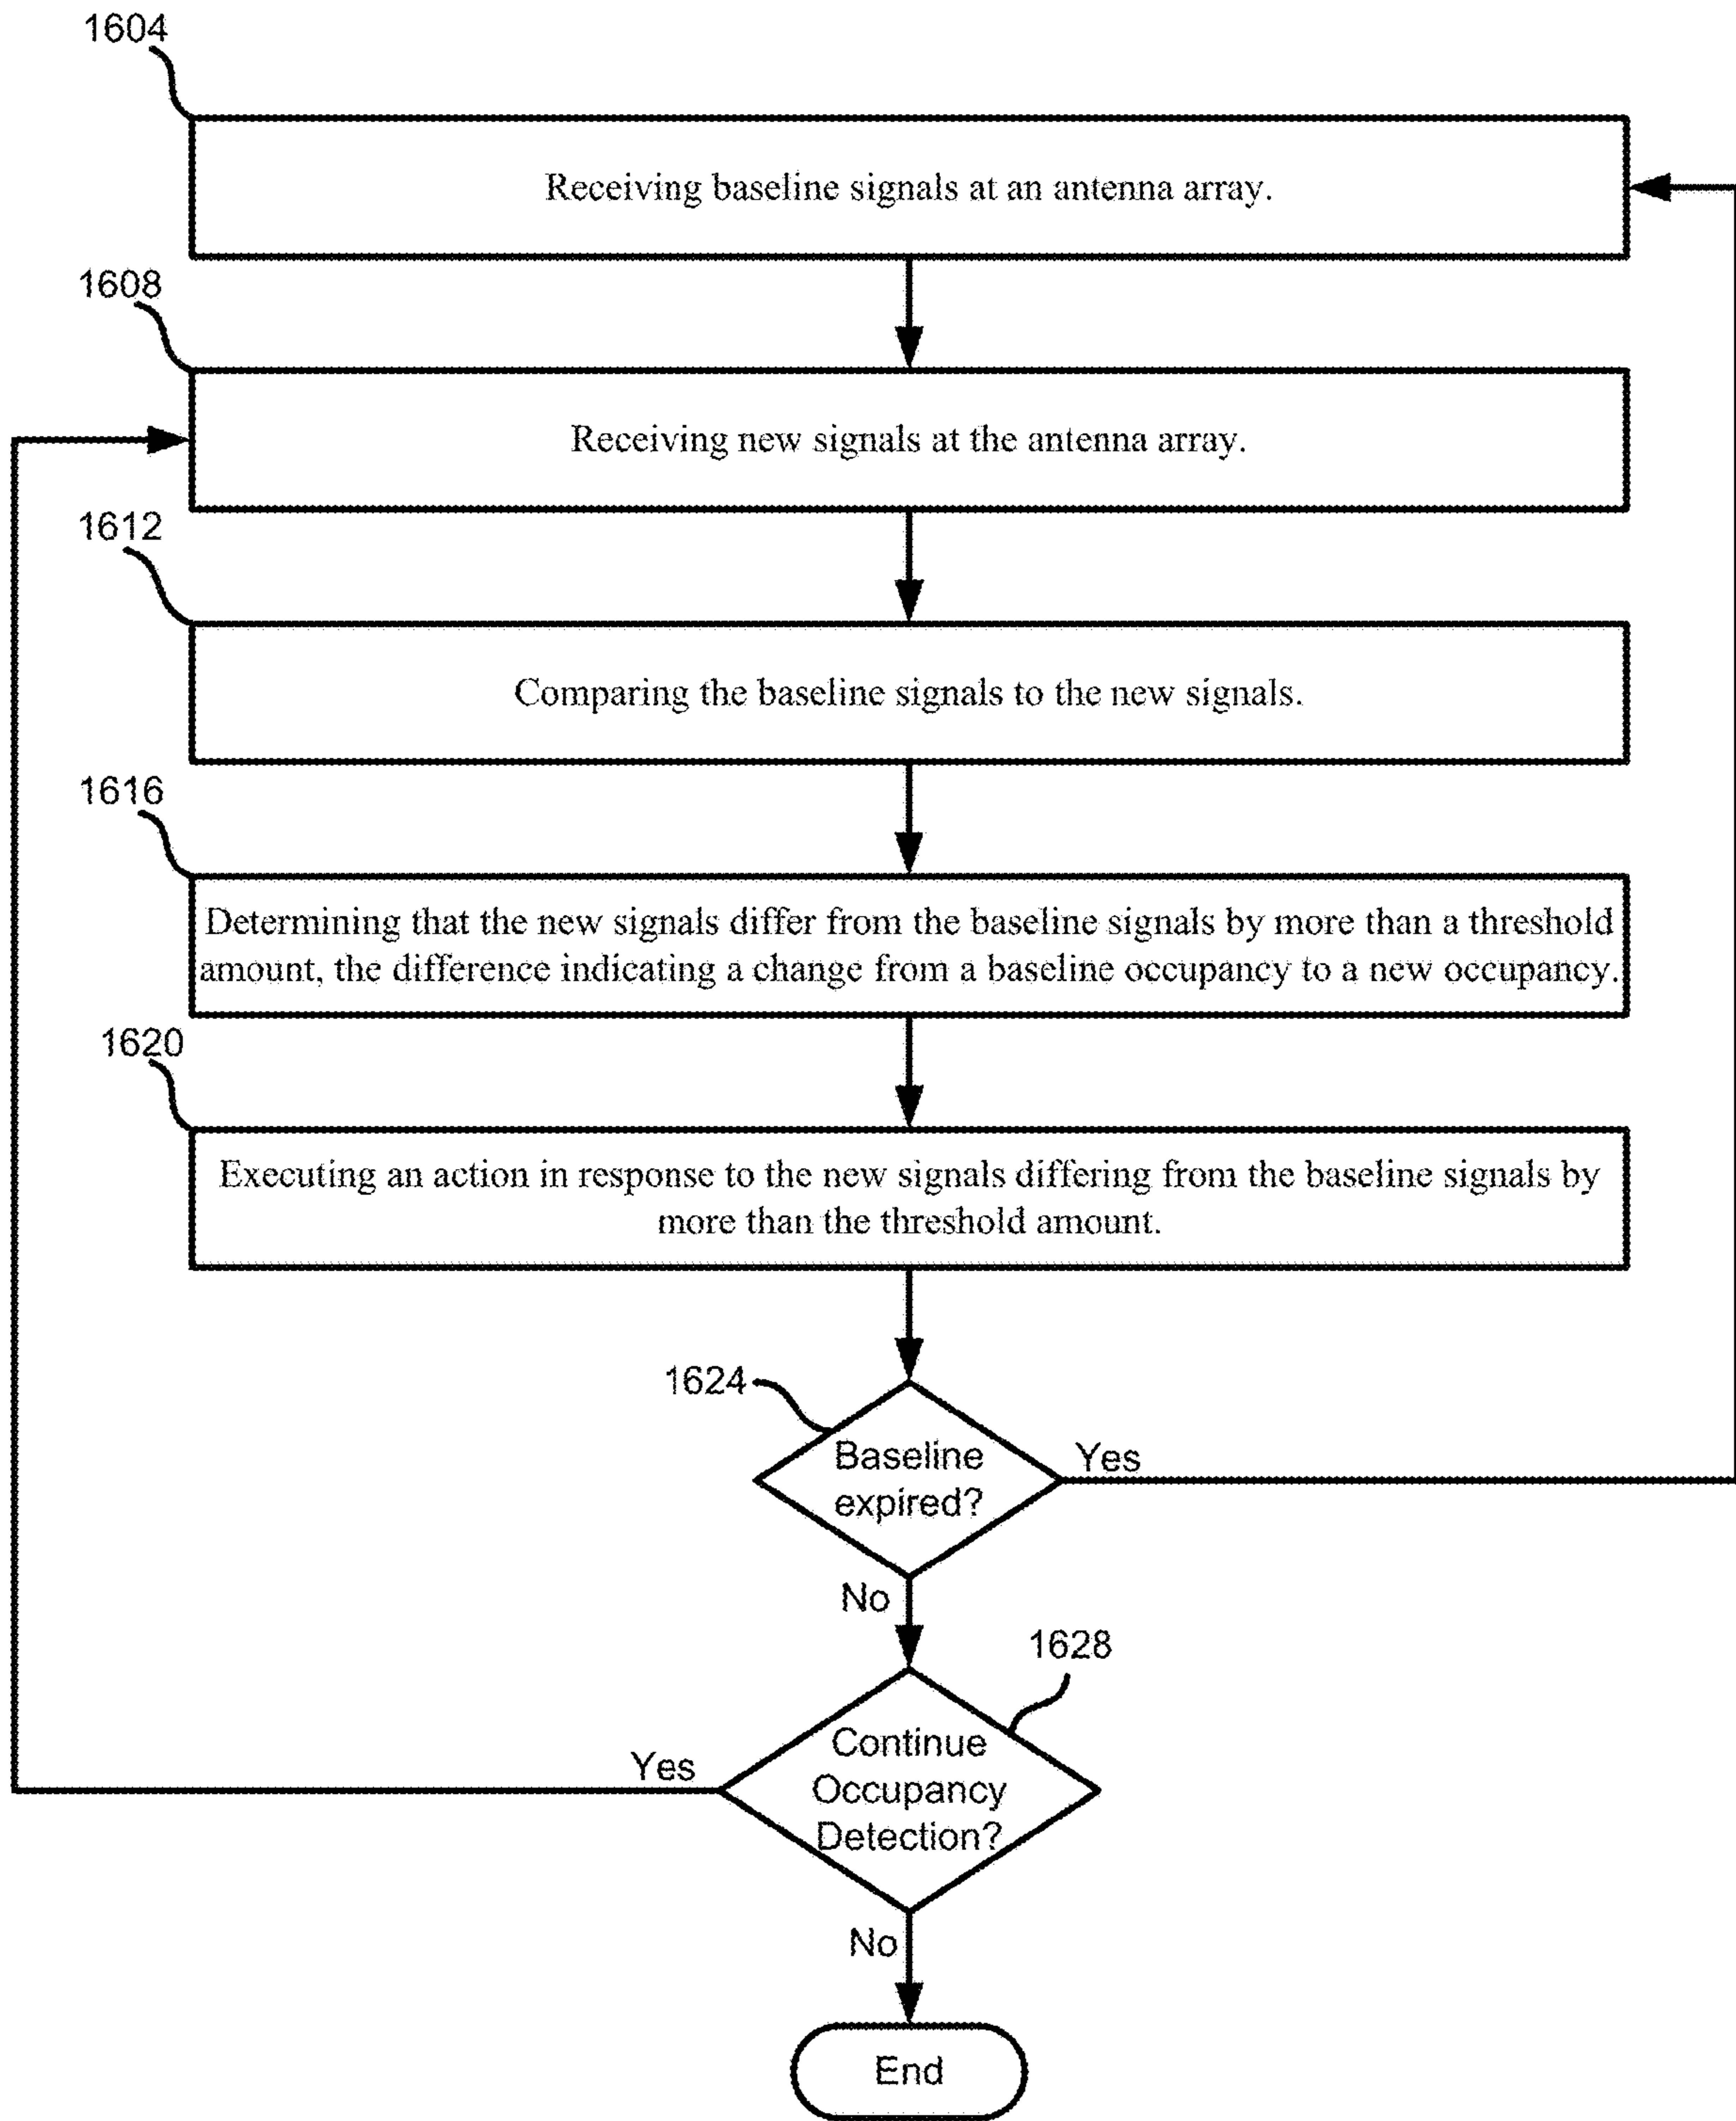 1604
Receiving baseline signals at an antenna array.
1608
Receiving new signals at the antenna array.
1612
Comparing the baseline signals to the new signals.
1616
Determining that the new signals differ from the baseline signals by more than a threshold
amount, the difference indicating a change from a baseline occupancy to a new occupancy.
1620
Executing an action in response to the new signals differing from the baseline signals by
more than the threshold amount.
1624
Baseline
expired?
Yes
No
1628
Continue
Occupancy
Detection?
Yes
No
End